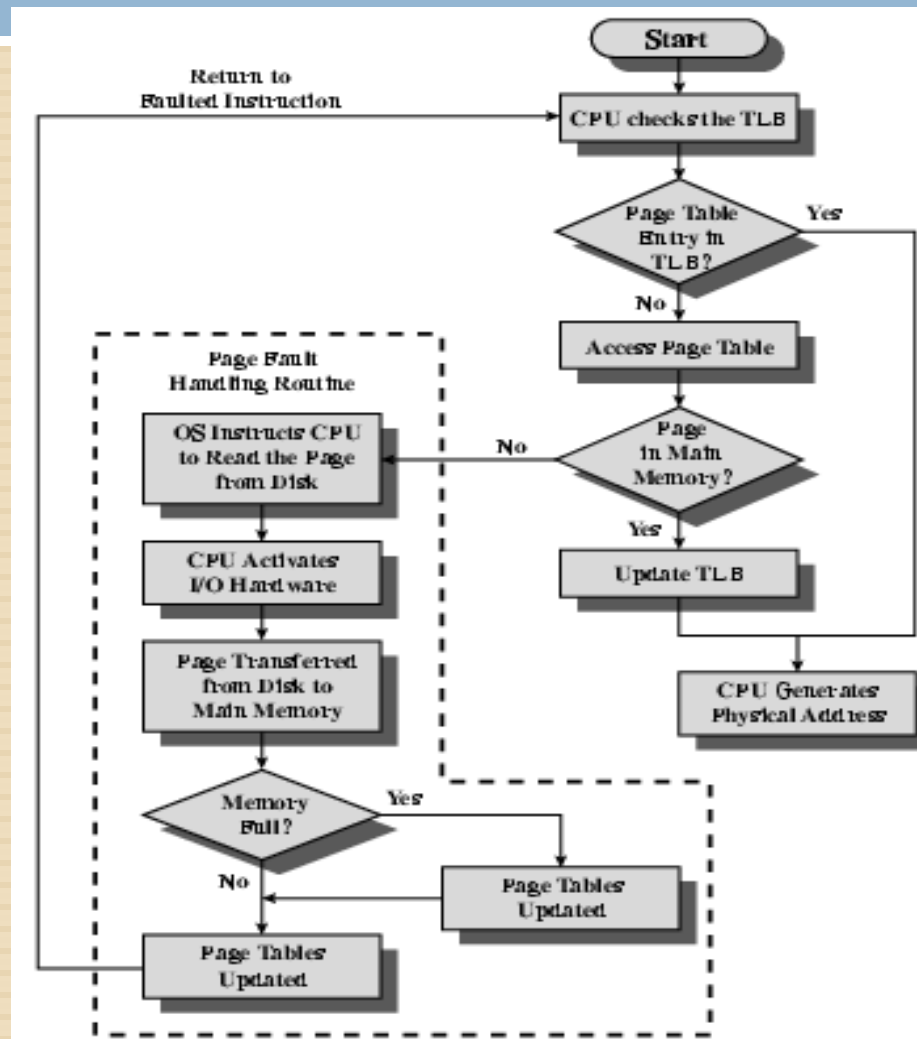 Start
Return to
Faulted Instruction
CPU checks the TLB
Page Table
Entry in
TLB?
Yes
No
Access Page Table
Page Fault
Handling Routine
OS Instructs CPU
to Read the Page
from Disk
No
Page
in Main
Memory?
Yes
CPU Activates
I/O Hardware
Update TLB
Page Transferred
from Disk to
Main Memory
CPU Generates
Physical Address
Memory
Full?
Yes
No
Page Tables
Updated
Page Tables
Updated